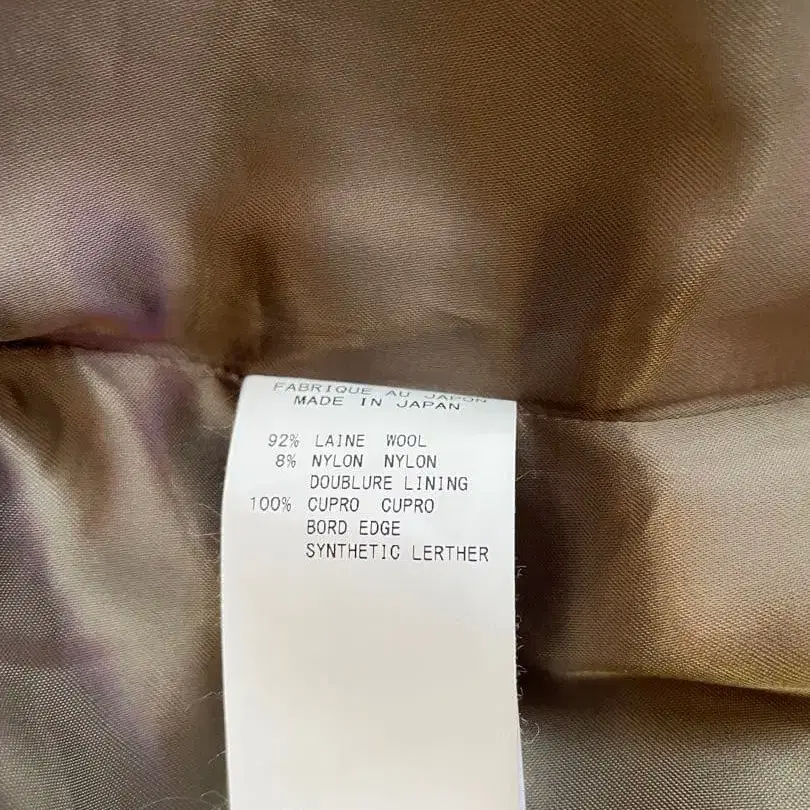 FABRIQUE AU JAPON
MADE IN JAPAN
92% LAINE WOOL
8% NYLON NYLON
DOUBLURE LINING
100% CUPRO CUPRO
BORD EDGE
SYNTHETIC LERTHER